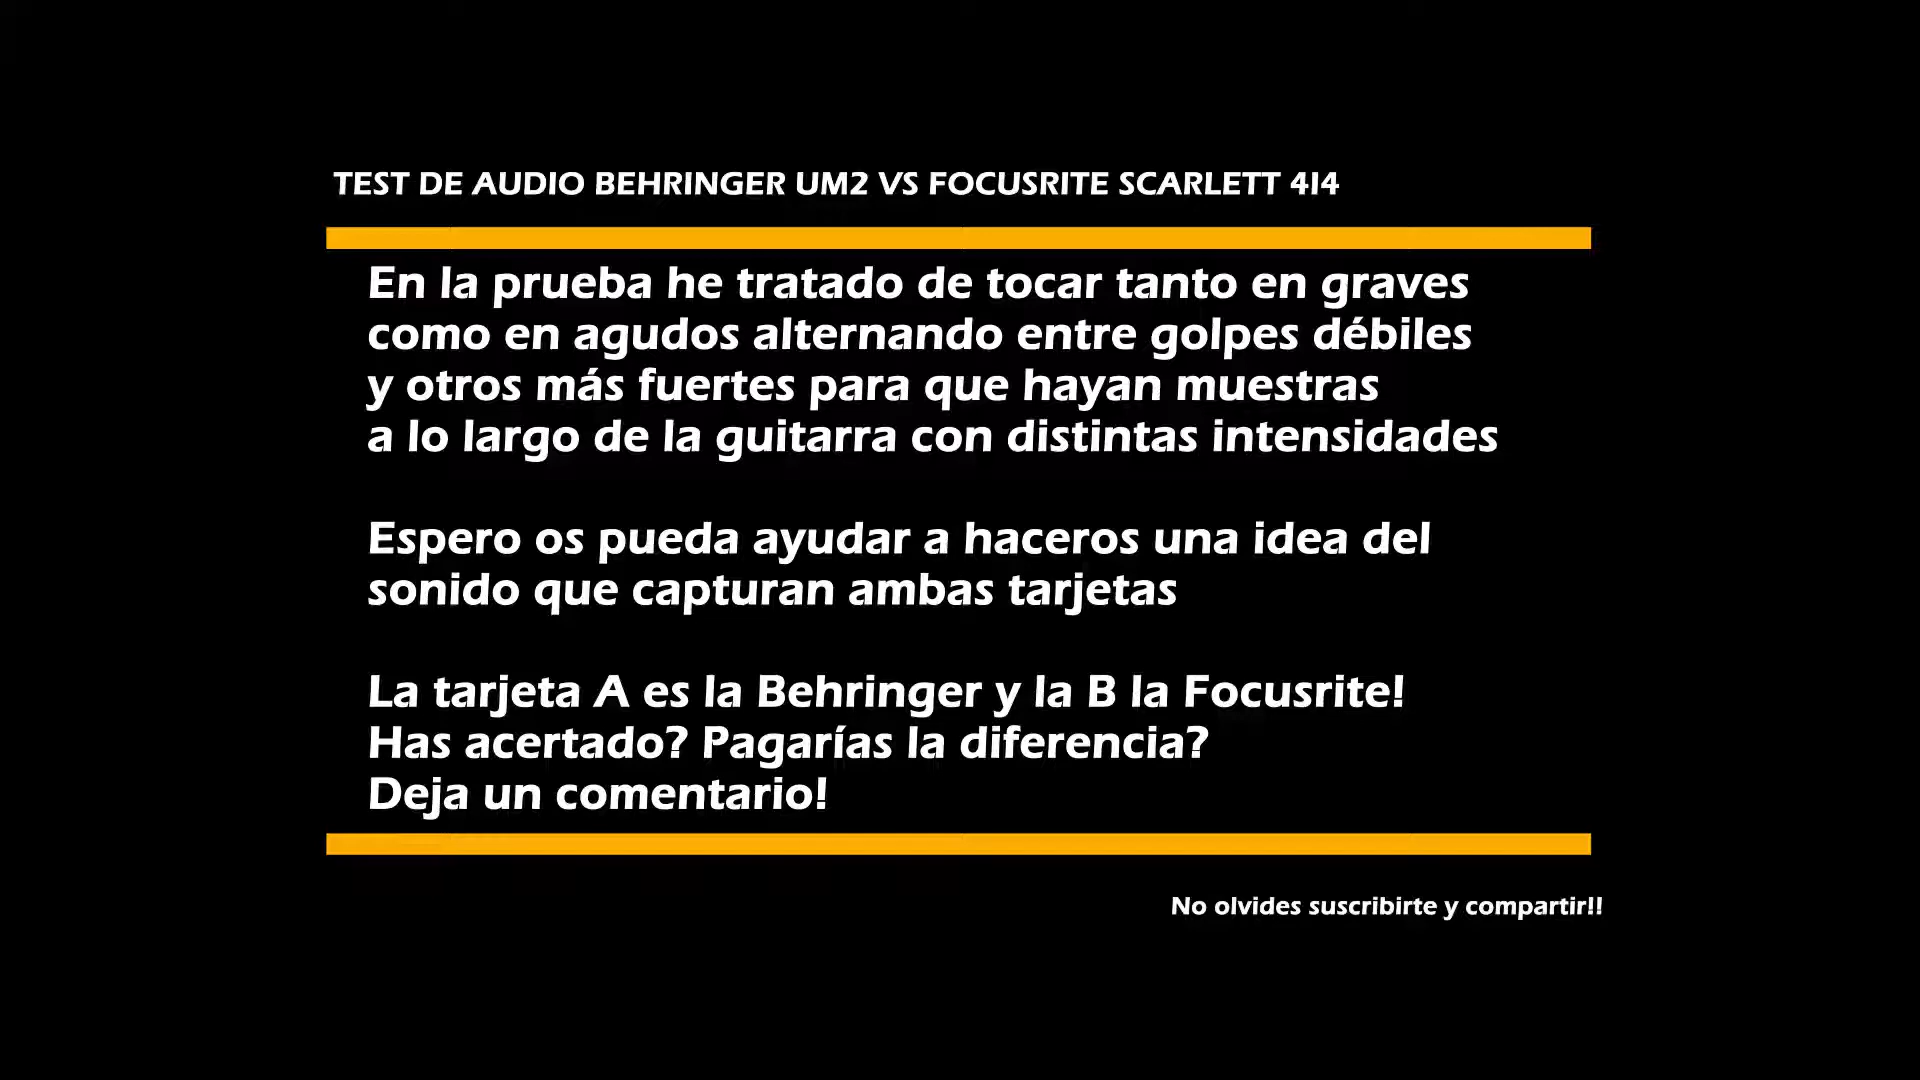 TEST DE AUDIO BEHRINGER UM2 VS FOCUSRITE SCARLETT 4I4
En la prueba he tratado de tocar tanto en graves
como en agudos alternando entre golpes débiles
y otros más fuertes para que hayan muestras
a lo largo de la guitarra con distintas intensidades
Espero os pueda ayudar a haceros una idea del
sonido que capturan ambas tarjetas
La tarjeta A es la Behringer y la B la Focusrite!
Has acertado? Pagarías la diferencia?
Deja un comentario!
No olvides suscribirte y compartir!!